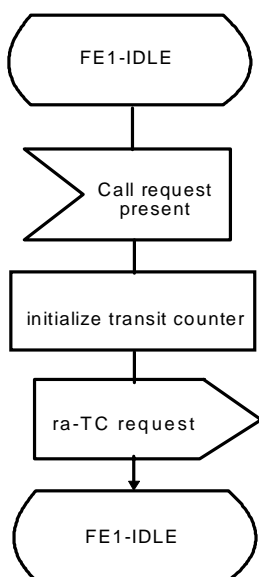 FE1-IDLE
Call request
present
initialize transit counter
ra-TC request
FE1-IDLE